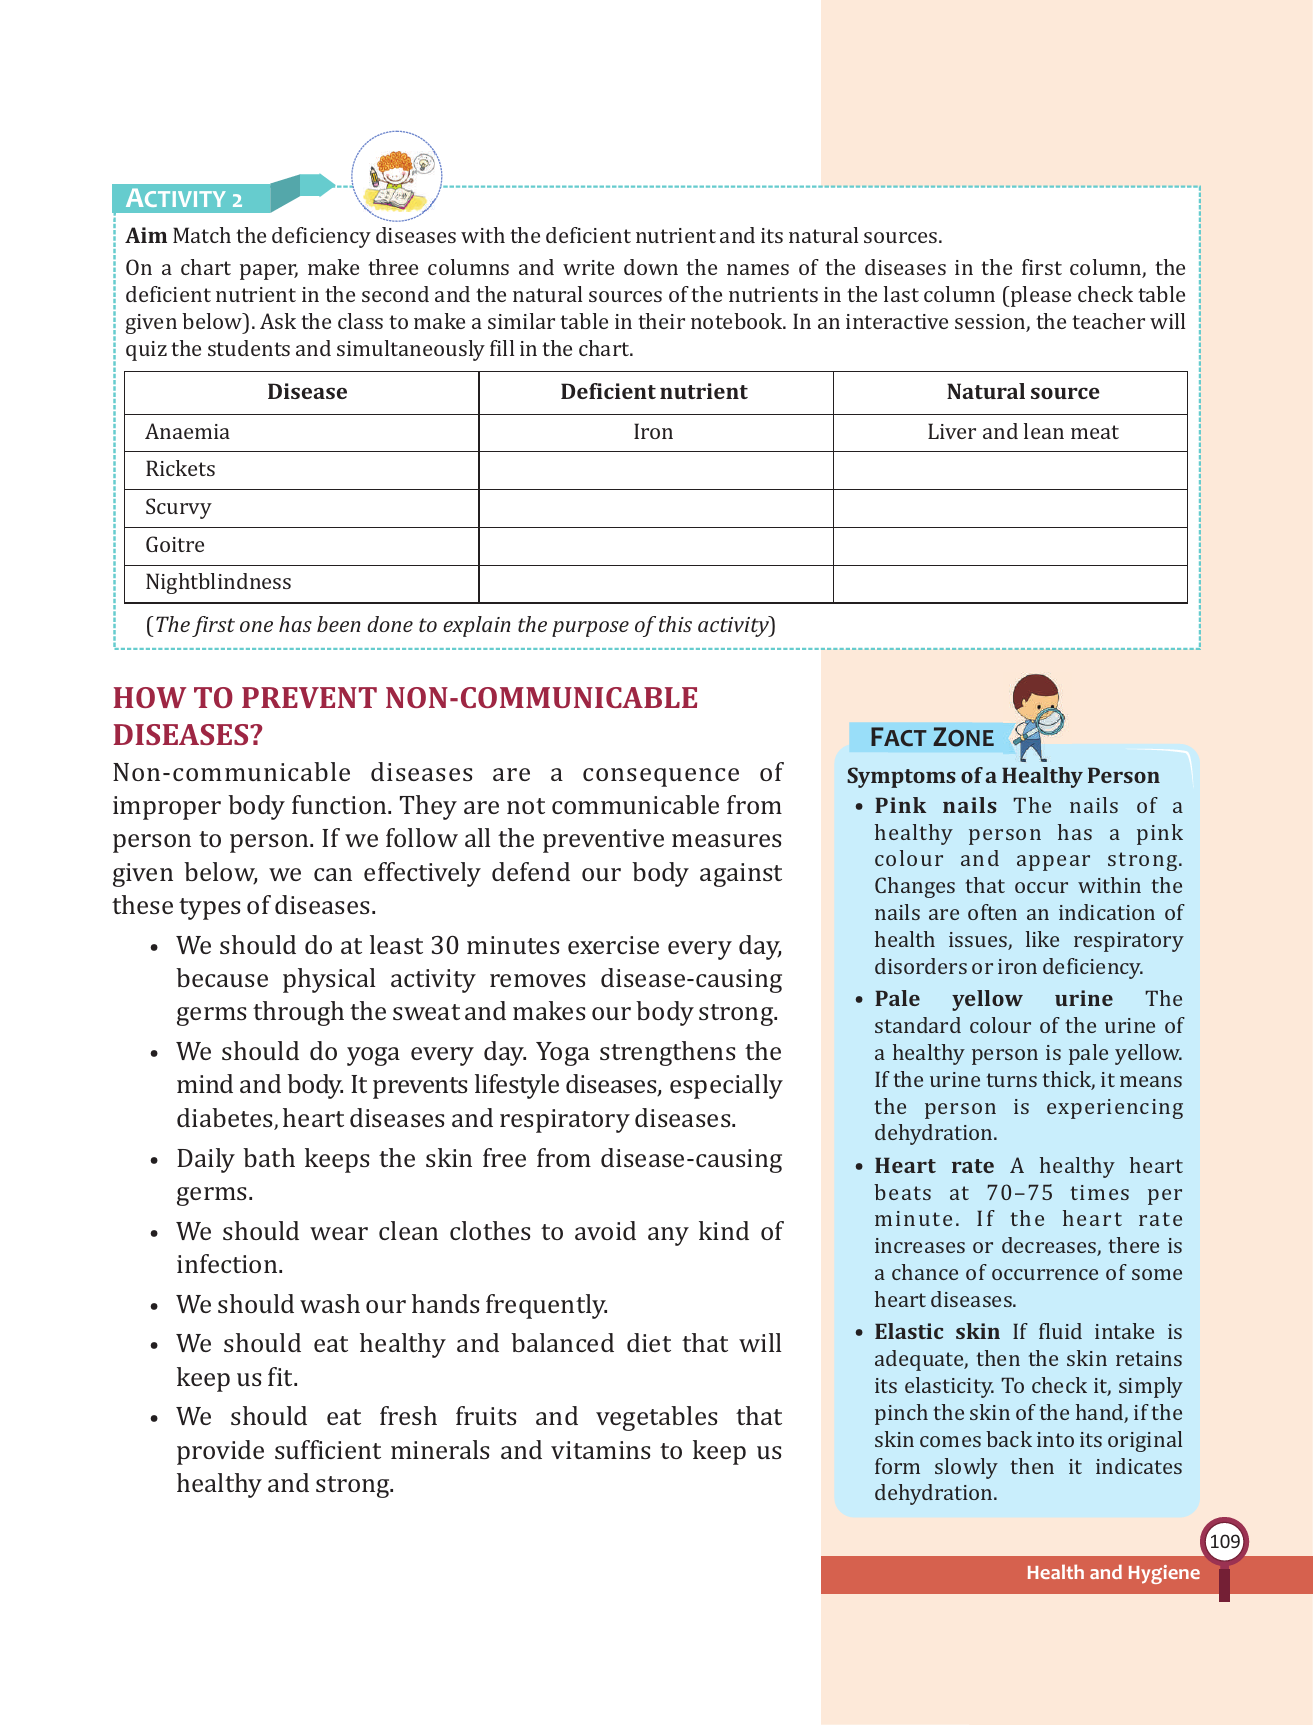 ACTIVITY 2
Aim Match the deficiency diseases with the deficient nutrient and its natural sources.
On a chart paper, make three columns and write down the names of the diseases in the first column, the
deficient nutrient in the second and the natural sources of the nutrients in the last column (please check table
given below). Ask the class to make a similar table in their notebook. In an interactive session, the teacher will
quiz the students and simultaneously fill in the chart.
Disease Deficient nutrient Natural source
Anaemia Iron Liver and lean meat
Rickets
Scurvy
Goitre
Nightblindness
(The first one has been done to explain the purpose of this activity)
HOW TO PREVENT NON-COMMUNICABLE
DISEASES?
Non-communicable diseases are a consequence of
improper body function. They are not communicable from
person to person. If we follow all the preventive measures
given below, we can effectively defend our body against
these types of diseases.
• We should do at least 30 minutes exercise every day,
because physical activity removes disease-causing
germs through the sweat and makes our body strong.
• We should do yoga every day. Yoga strengthens the
mind and body. It prevents lifestyle diseases, especially
diabetes, heart diseases and respiratory diseases.
• Daily bath keeps the skin free from disease-causing
germs.
• We should wear clean clothes to avoid any kind of
infection.
• We should wash our hands frequently.
• We should eat healthy and balanced diet that will
keep us fit.
• We should eat fresh fruits and vegetables that
provide sufficient minerals and vitamins to keep us
healthy and strong.
FACT ZONE
Symptoms of a Healthy Person
• Pink nails The nails of a
healthy person has a pink
colour and appear strong.
Changes that occur within the
nails are often an indication of
health issues, like respiratory
disorders or iron deficiency.
• Pale yellow urine The
standard colour of the urine of
a healthy person is pale yellow.
If the urine turns thick, it means
the person is experiencing
dehydration.
• Heart rate A healthy heart
beats at 70–75 times per
minute. If the heart rate
increases or decreases, there is
a chance of occurrence of some
heart diseases.
• Elastic skin If fluid intake is
adequate, then the skin retains
its elasticity. To check it, simply
pinch the skin of the hand, if the
skin comes back into its original
form slowly then it indicates
dehydration.
109
Health and Hygiene